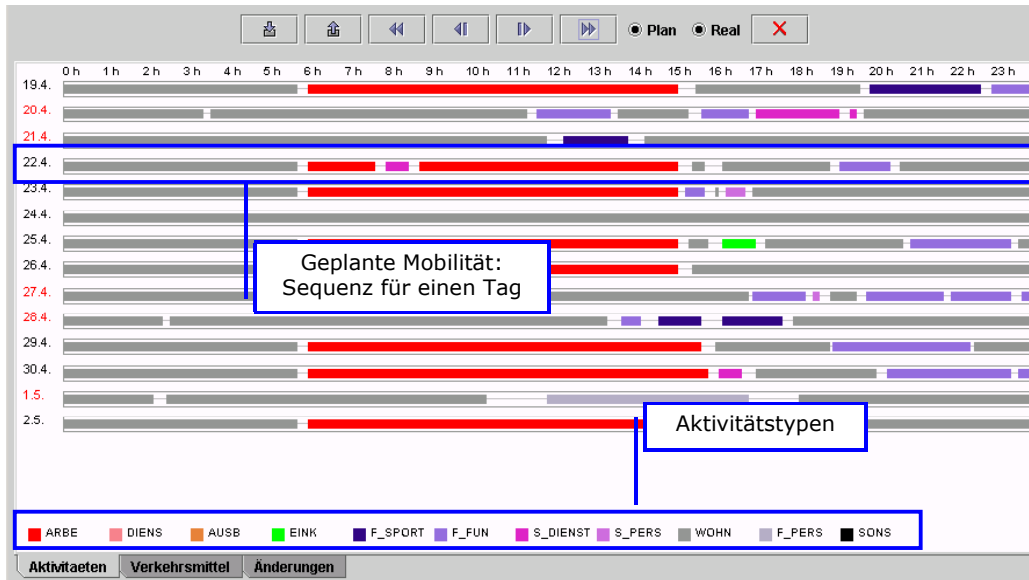 Plan Real
0 h 1 h 2 h 3 h 4 h 5 h 6 h 7 h 8 h 9 h 10 h 11 h 12 h 13 h 14 h 15 h 16 h 17 h 18 h 19 h 20 h 21 h 22 h 23 h
19.4.
20.4.
21.4.
22.4.
23.4.
24.4.
25.4.
Geplante Mobilität:
26.4.
Sequenz für einen Tag
27.4.
28.4.
29.4.
30.4.
1.5.
2.5.
Aktivitätstypen
ARBE DIENS AUSB EINK F_SPORT F_FUN S_DIENST S_PERS WOHN F_PERS SONS
Aktivitaeten Verkehrsmittel Änderungen